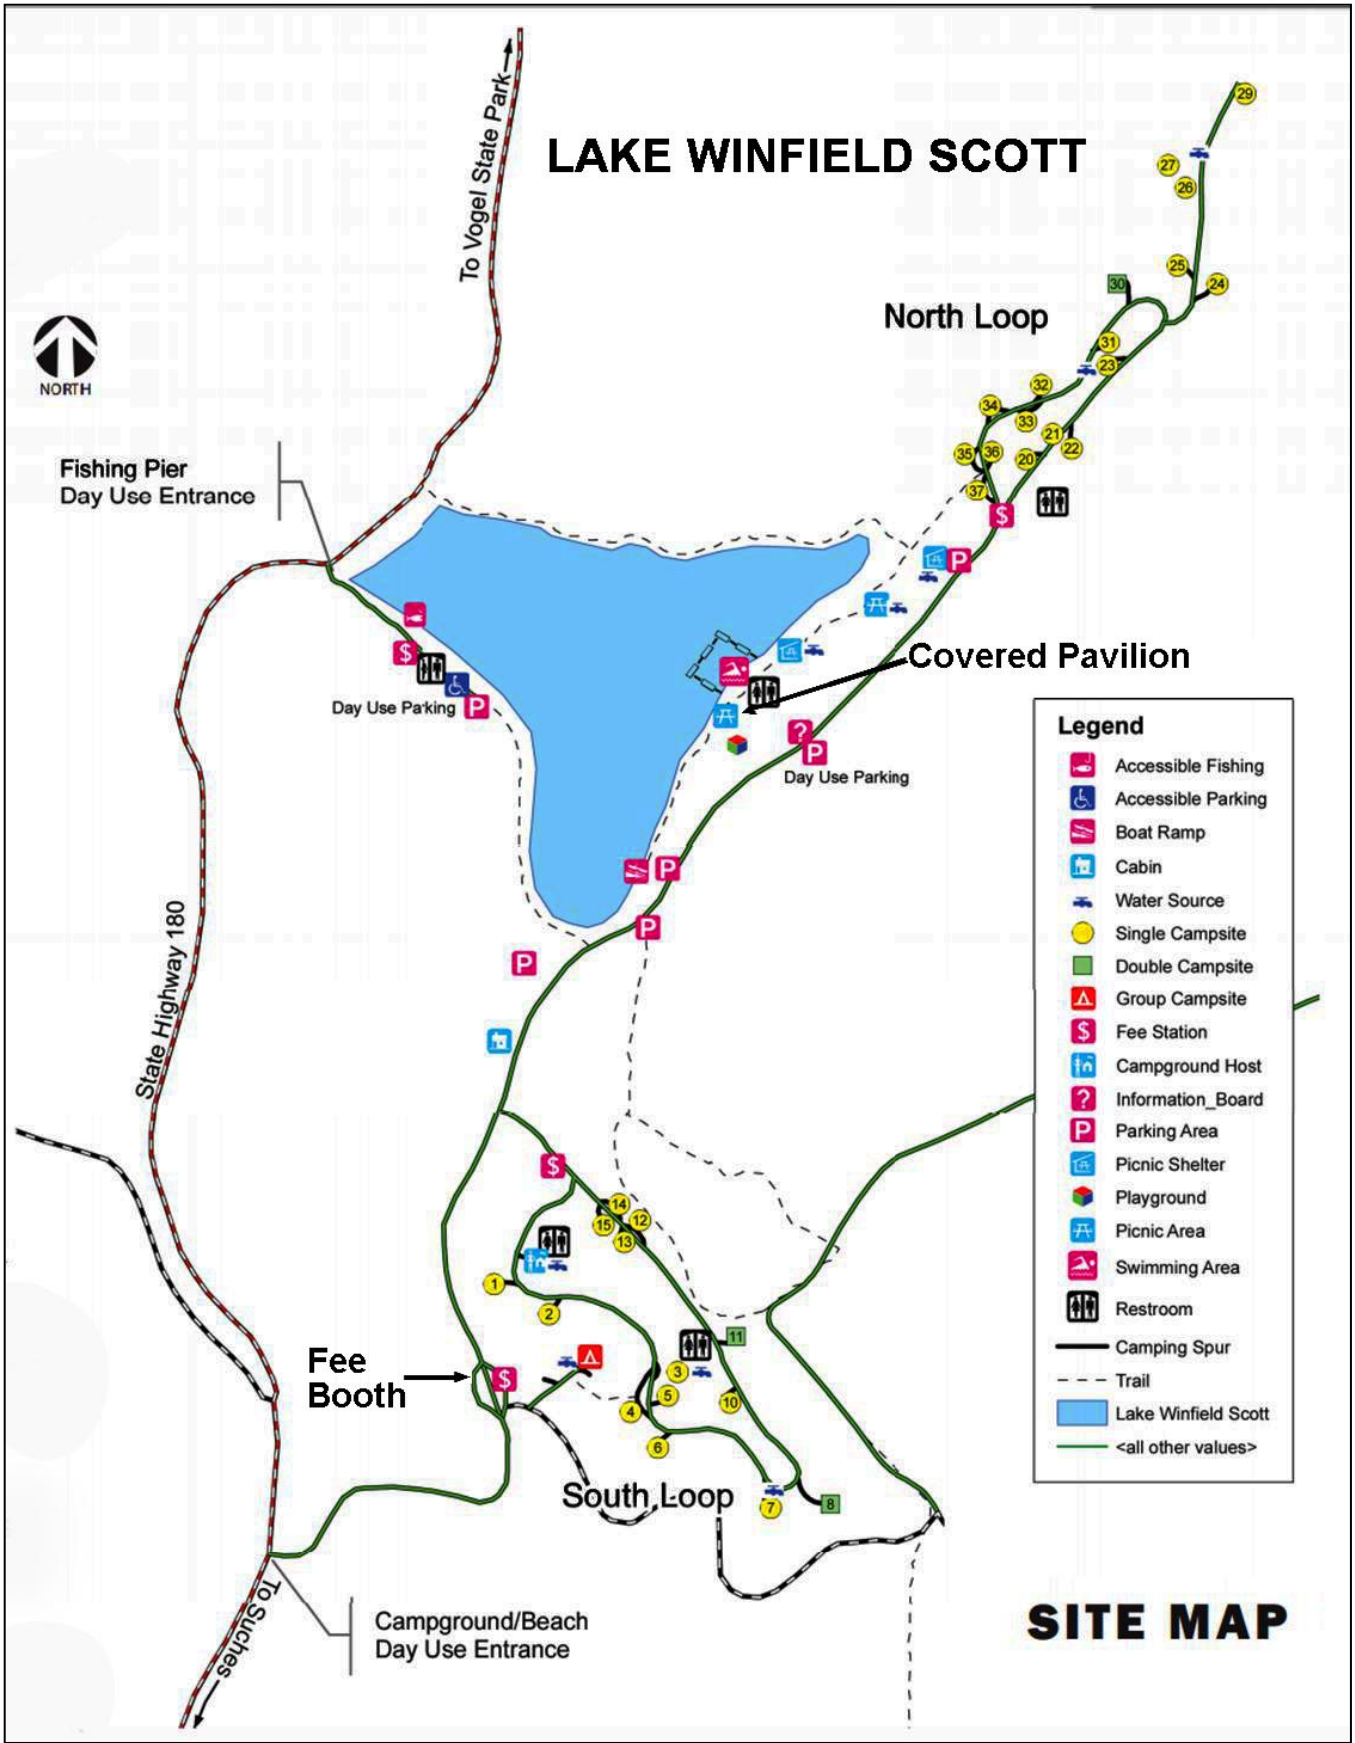 To Vogel State Park
LAKE WINFIELD SCOTT
29
27
26
25
24
30
North Loop
NORTH
31
23
32
34
33
21
22
35
36
20
37
$
Fishing Pier
Day Use Entrance
P
$
Covered Pavilion
Day Use Parking
P
?
P
Day Use Parking
P
P
P
State Highway 180
$
14
15
12
13
1
2
11
3
5
4
10
6
Fee
Booth
$
South Loop
7
8
To Suches
Campground/Beach
Day Use Entrance
Legend
Accessible Fishing
Accessible Parking
Boat Ramp
Cabin
Water Source
Single Campsite
Double Campsite
Group Campsite
$ Fee Station
Campground Host
? Information_Board
P Parking Area
Picnic Shelter
Playground
Picnic Area
Swimming Area
Restroom
Camping Spur
Trail
Lake Winfield Scott
<all other values>
SITE MAP